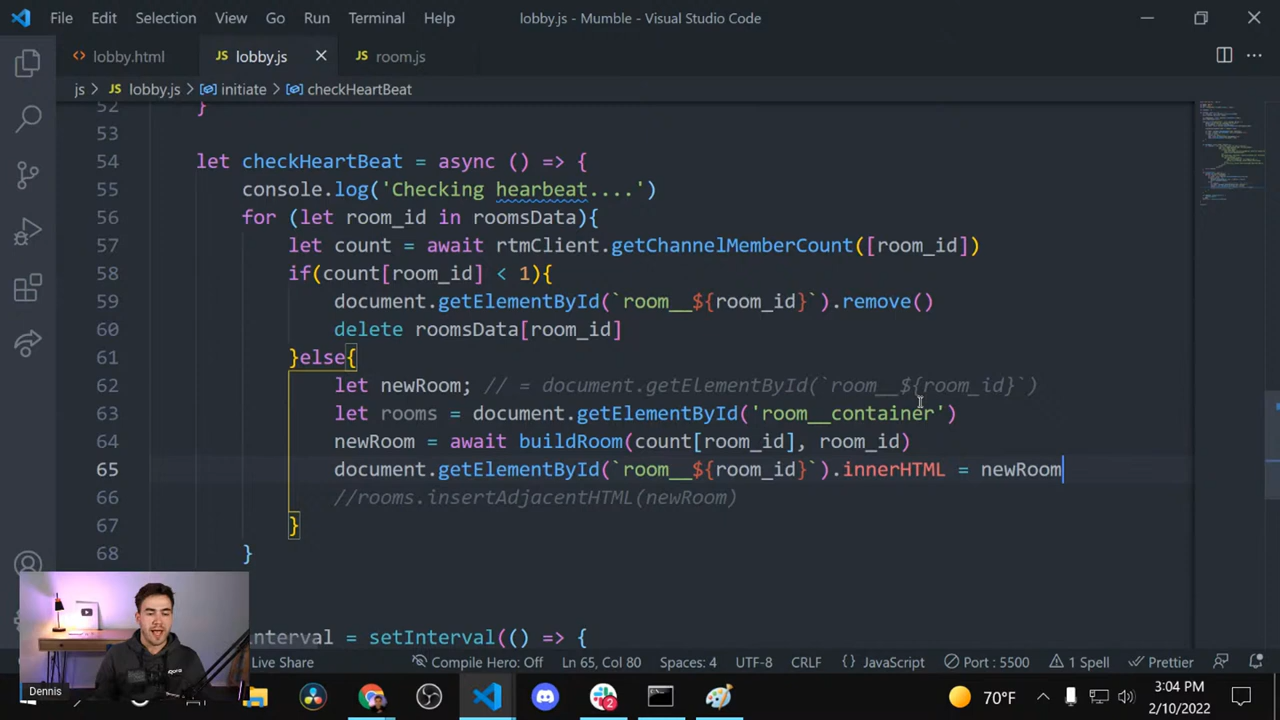 File Edit Selection View Go Run Terminal Help lobby.js - Mumble - Visual Studio Code
lobby.html JS lobby.js JS room.js
js > JS lobby.js > initiate > checkHeartBeat
52 }
53
54 let checkHeartBeat = async () => {
55 console.log('Checking hearbeat....')
56 for (let room_id in roomsData){
57 let count = await rtmClient.getChannelMemberCount([room_id])
58 if(count[room_id] < 1){
59 document.getElementById(`room__${room_id}`).remove()
60 delete roomsData[room_id]
61 }else{
62 let newRoom; // = document.getElementById(`room__${room_id}`)
63 let rooms = document.getElementById('room__container')
64 newRoom = await buildRoom(count[room_id], room_id)
65 document.getElementById(`room__${room_id}`).innerHTML = newRoom
66 //rooms.insertAdjacentHTML(newRoom)
67 }
68 }
interval = setInterval(() => {
Live Share Compile Hero: Off Ln 65, Col 80 Spaces: 4 UTF-8 CRLF {} JavaScript Port : 5500 1 Spell Prettier
Dennis
2
70°F
3:04 PM
2/10/2022